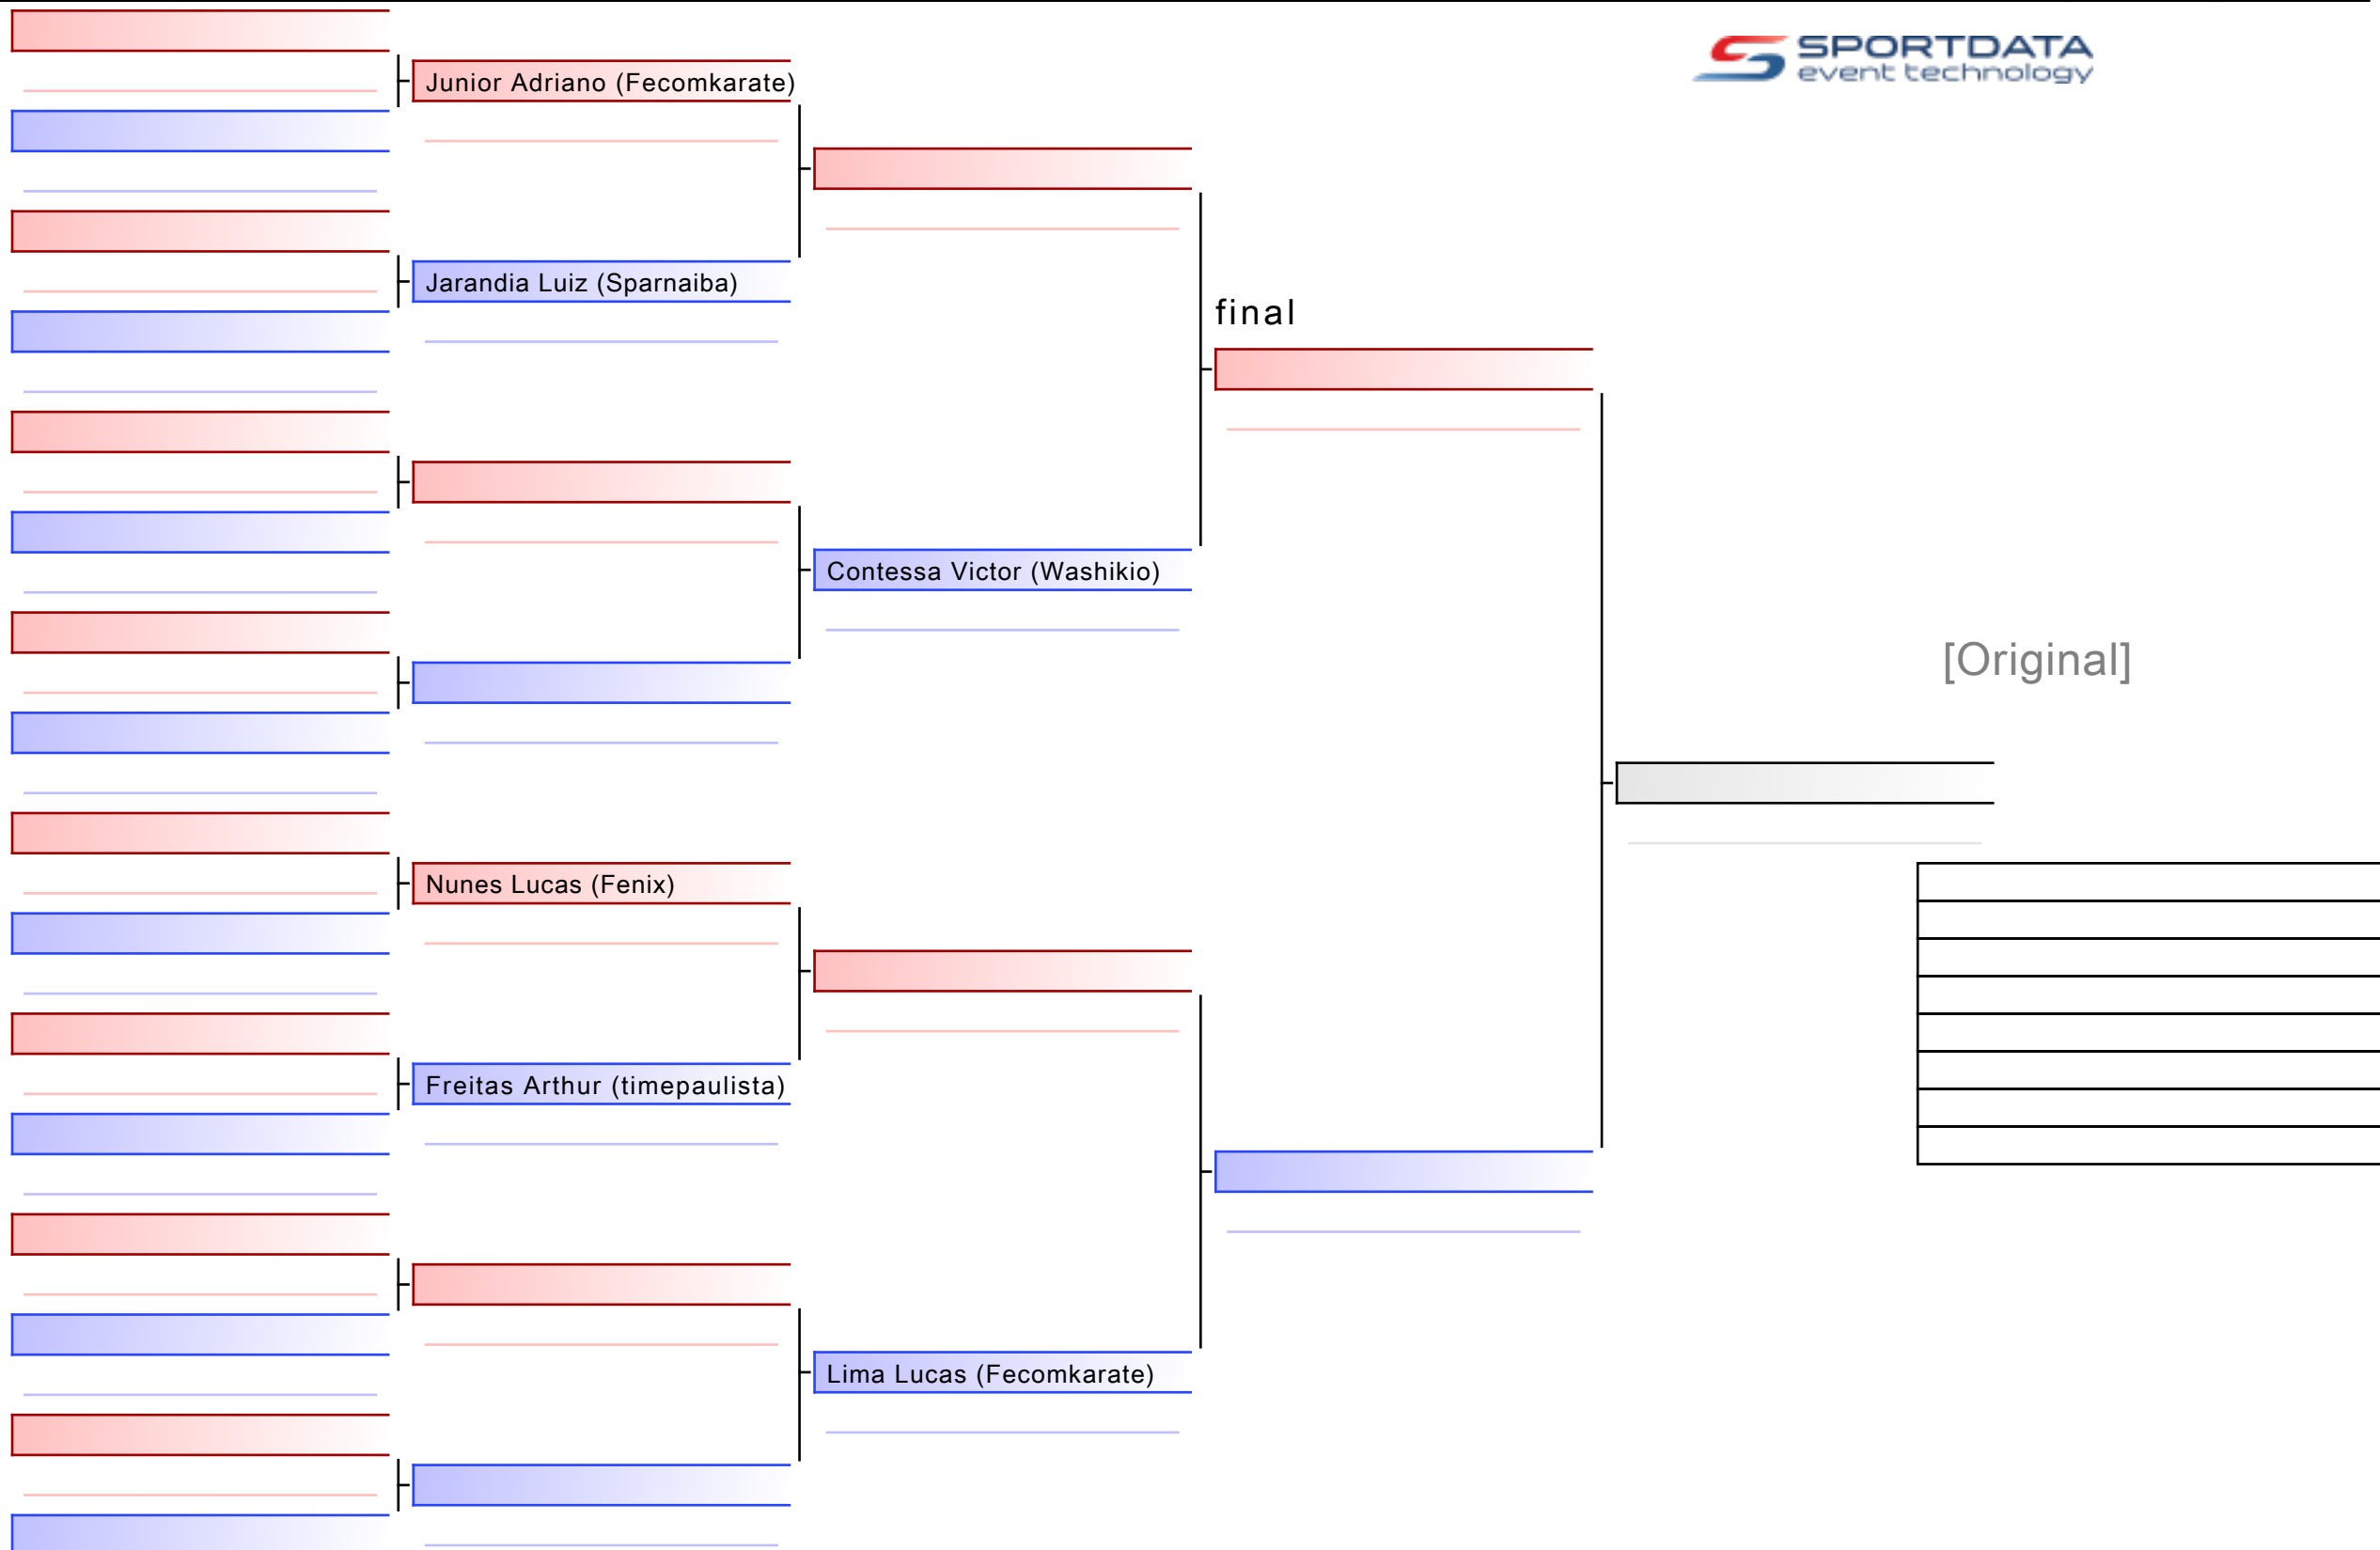 SPORTDATA
event technology
Junior Adriano (Fecomkarate)
Jarandia Luiz (Sparnaiba)
final
Contessa Victor (Washikio)
[Original]
Nunes Lucas (Fenix)
Freitas Arthur (timepaulista)
Lima Lucas (Fecomkarate)